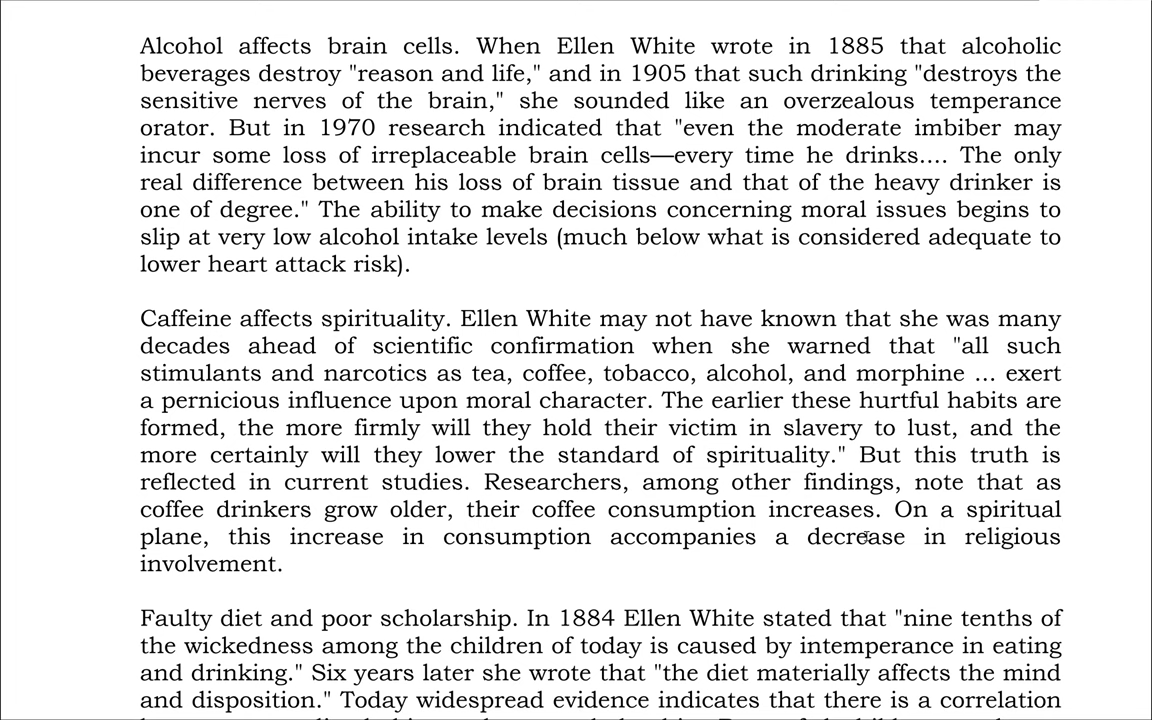 Alcohol affects brain cells. When Ellen White wrote in 1885 that alcoholic
beverages destroy "reason and life," and in 1905 that such drinking "destroys the
sensitive nerves of the brain," she sounded like an overzealous temperance
orator. But in 1970 research indicated that "even the moderate imbiber may
incur some loss of irreplaceable brain cells—every time he drinks.... The only
real difference between his loss of brain tissue and that of the heavy drinker is
one of degree." The ability to make decisions concerning moral issues begins to
slip at very low alcohol intake levels (much below what is considered adequate to
lower heart attack risk).
Caffeine affects spirituality. Ellen White may not have known that she was many
decades ahead of scientific confirmation when she warned that "all such
stimulants and narcotics as tea, coffee, tobacco, alcohol, and morphine ... exert
a pernicious influence upon moral character. The earlier these hurtful habits are
formed, the more firmly will they hold their victim in slavery to lust, and the
more certainly will they lower the standard of spirituality." But this truth is
reflected in current studies. Researchers, among other findings, note that as
coffee drinkers grow older, their coffee consumption increases. On a spiritual
plane, this increase in consumption accompanies a decrease in religious
involvement.
Faulty diet and poor scholarship. In 1884 Ellen White stated that "nine tenths of
the wickedness among the children of today is caused by intemperance in eating
and drinking." Six years later she wrote that "the diet materially affects the mind
and disposition." Today widespread evidence indicates that there is a correlation